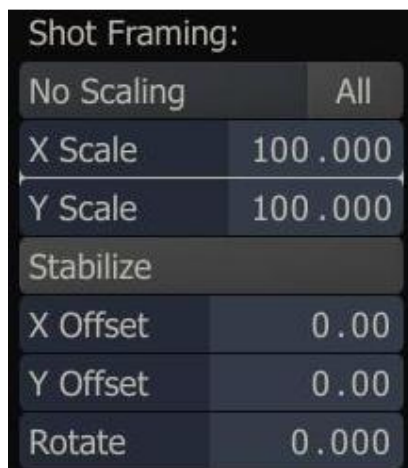 Shot Framing:
No Scaling All
X Scale 100.000
Y Scale 100.000
Stabilize
X Offset 0.00
Y Offset 0.00
Rotate 0.000